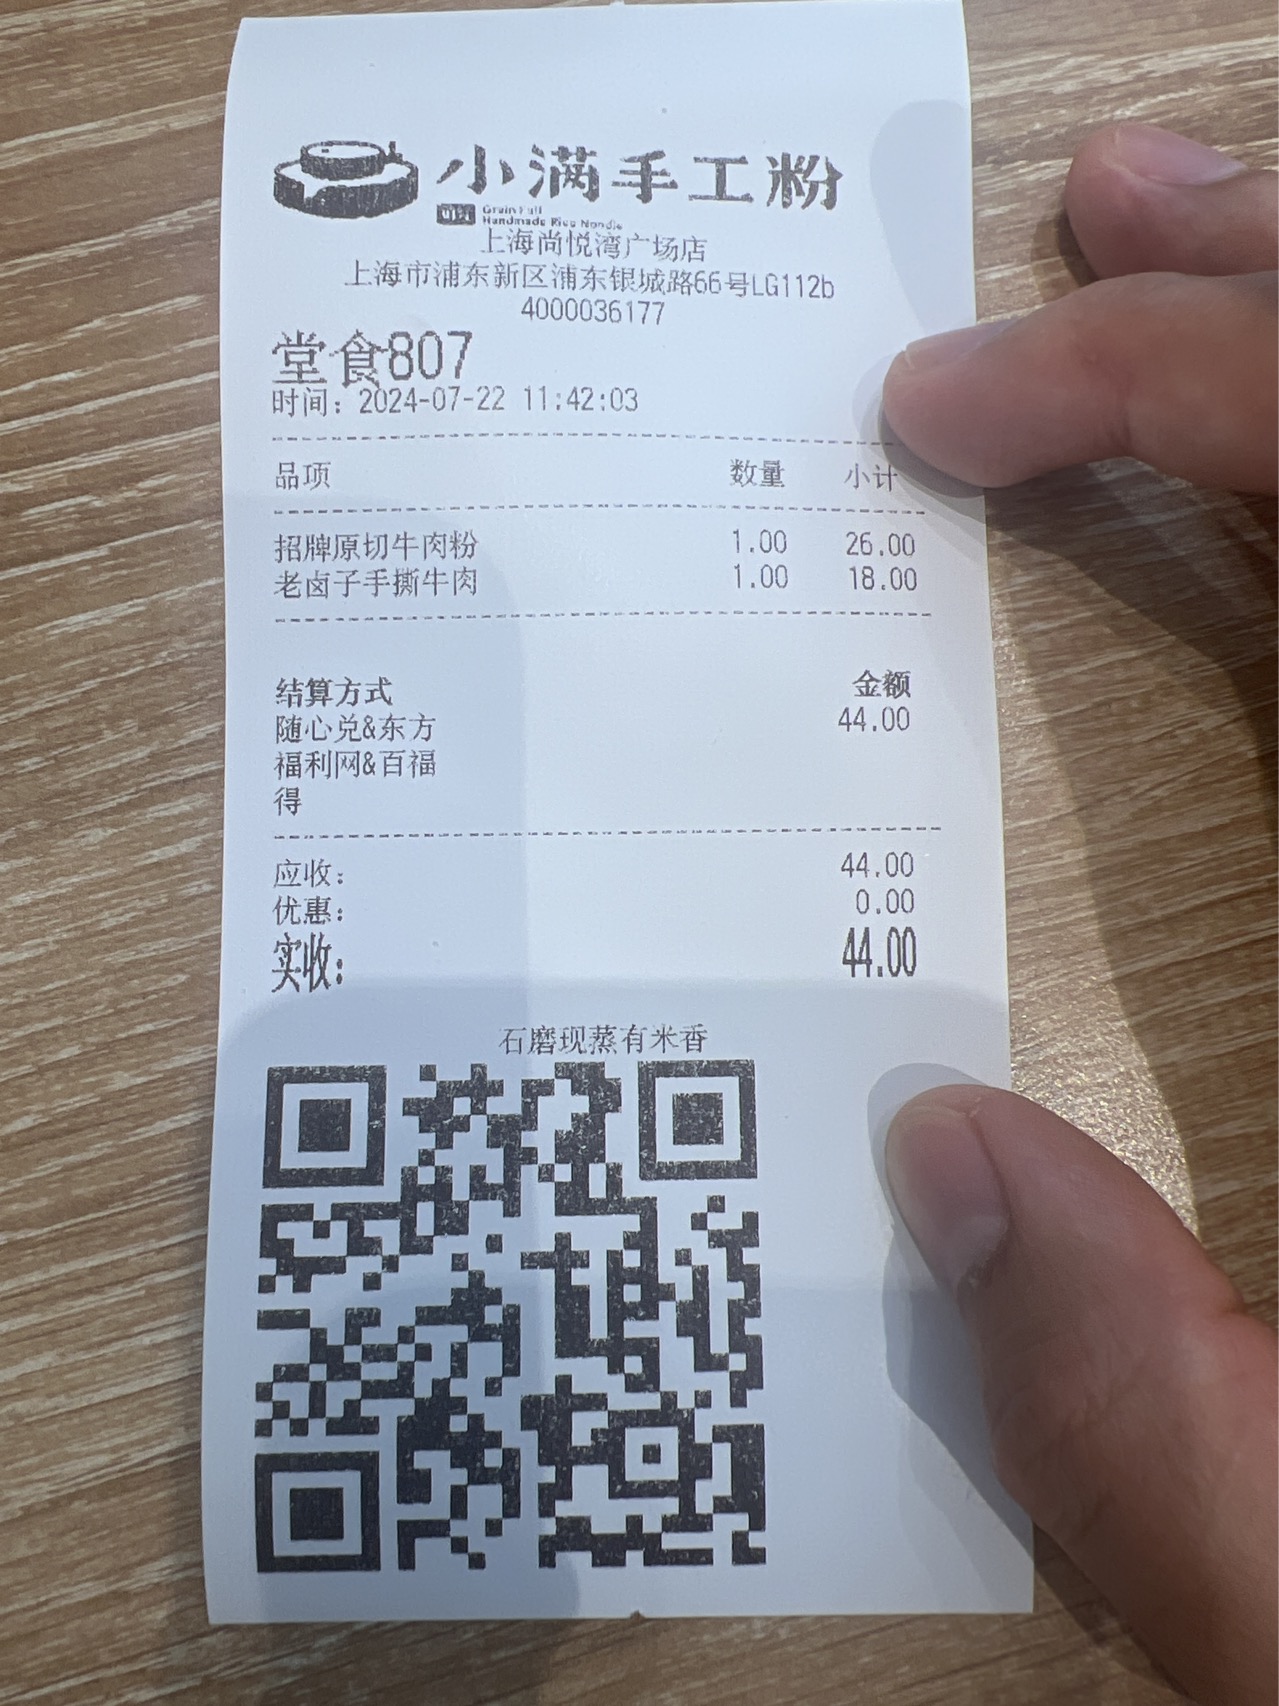 小满手工粉
Grain Full
Handmade Rice Noodle
上海尚悦湾广场店
上海市浦东新区浦东银城路66号LG112b
4000036177
堂食807
时间：2024-07-22 11:42:03
品项 数量 小计
招牌原切牛肉粉 1.00 26.00
老卤子手撕牛肉 1.00 18.00
结算方式 金额
随心兑&东方 44.00
福利网&百福
得
应收： 44.00
优惠： 0.00
实收： 44.00
石磨现蒸有米香